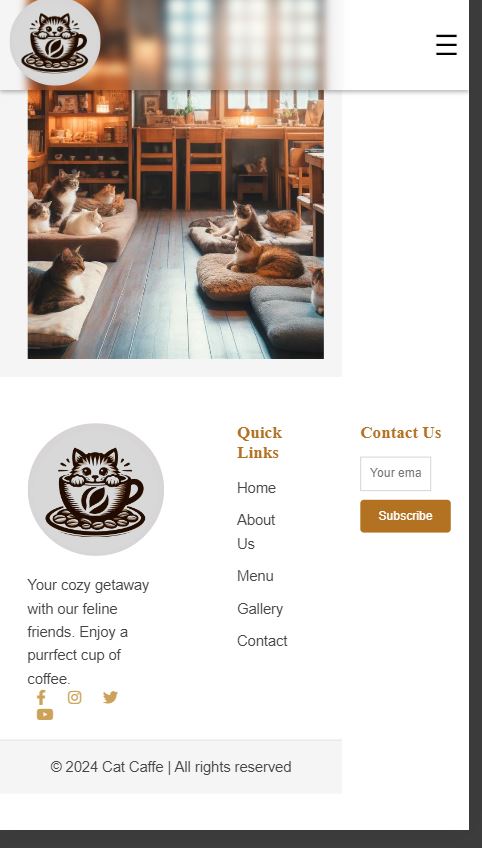 ☰
Your cozy getaway
with our feline
friends. Enjoy a
purrfect cup of
coffee.
Quick
Links
Home
About
Us
Menu
Gallery
Contact
Contact Us
Your ema
Subscribe
© 2024 Cat Caffe | All rights reserved